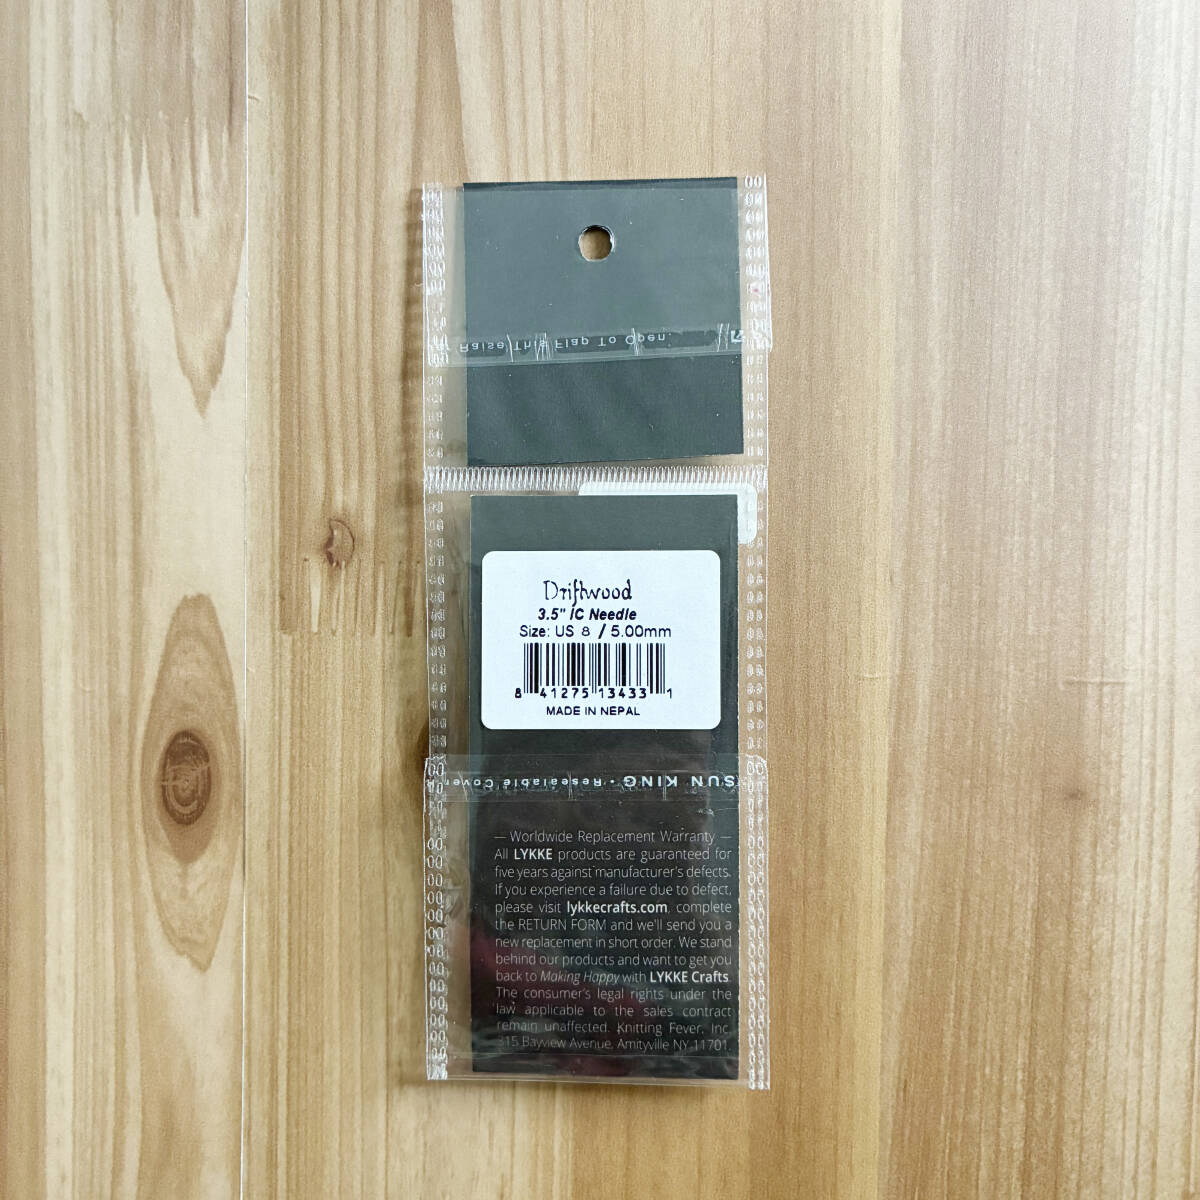 Raise This Flap To Open.
Driftwood
3.5" IC Needle
Size: US 8 / 5.00mm
8 41275 13433 1
MADE IN NEPAL
SUN KING • Resealable Cover
— Worldwide Replacement Warranty —
All LYKKE products are guaranteed for
five years against manufacturer's defects.
If you experience a failure due to defect,
please visit lykkecrafts.com, complete
the RETURN FORM and we'll send you a
new replacement in short order. We stand
behind our products and want to get you
back to Making Happy with LYKKE Crafts.
The consumer's legal rights under the
law applicable to the sales contract
remain unaffected. Knitting Fever, Inc.
315 Bayview Avenue, Amityville NY 11701.